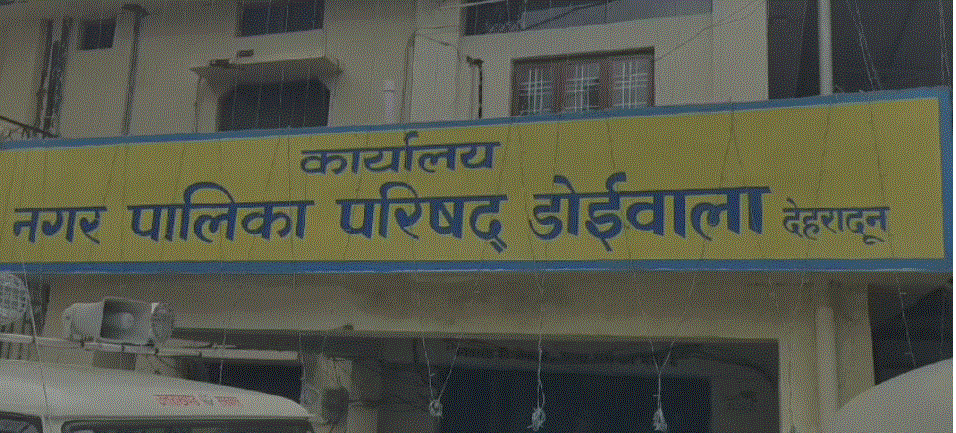 कार्यालय
नगर पालिका परिषद् डोईवाला देहरादून